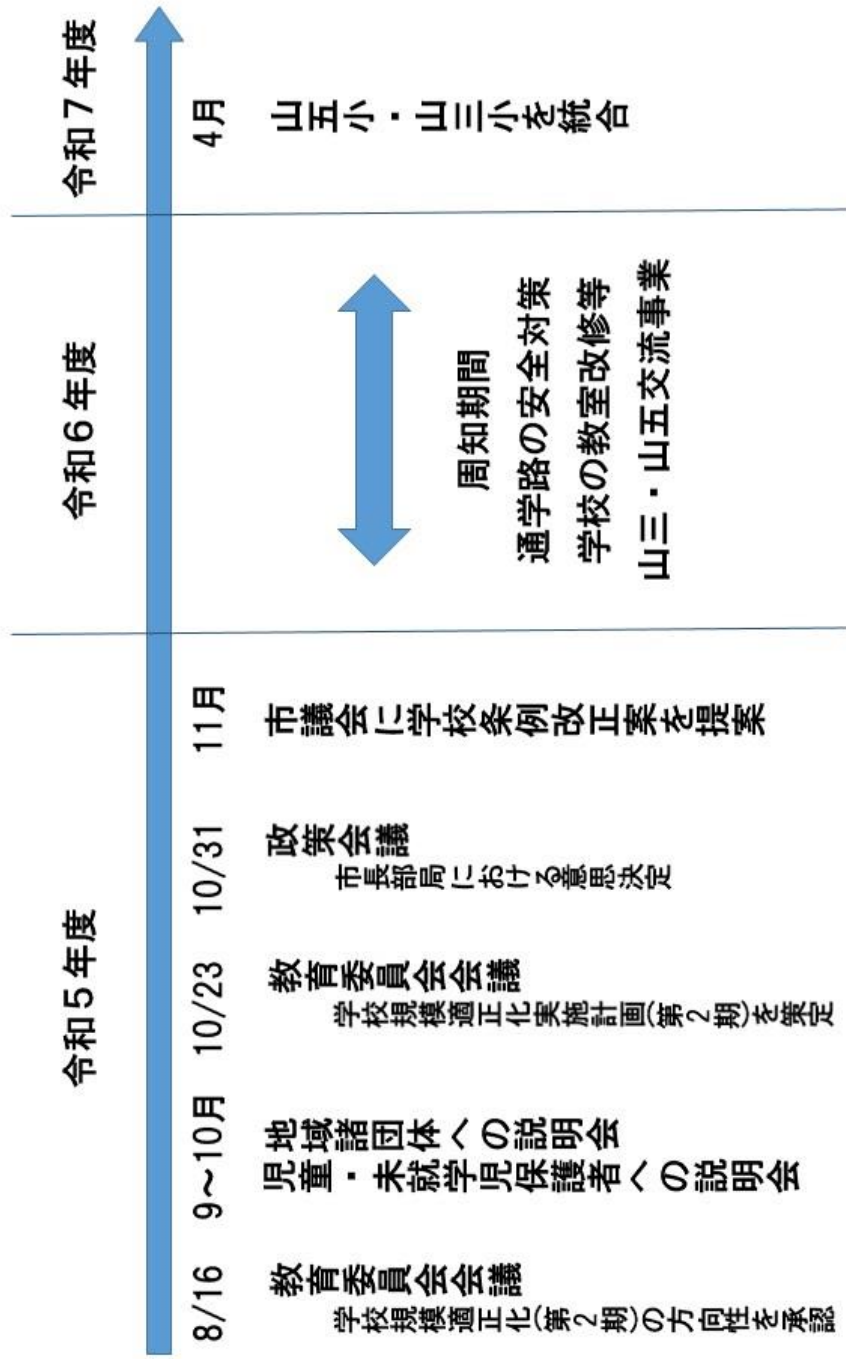 令和5年度
8/16
教育委員会会議
学校規模適正化(第2期)の方向性を承認
9～10月
地域諸団体への説明会
児童・未就学児保護者への説明会
10/23
教育委員会会議
学校規模適正化実施計画(第2期)を策定
10/31
政策会議
市長部局における意思決定
11月
市議会に学校条例改正案を提案
令和6年度
周知期間
通学路の安全対策
学校の教室改修等
山三・山五交流事業
令和7年度
4月
山五小・山三小を統合